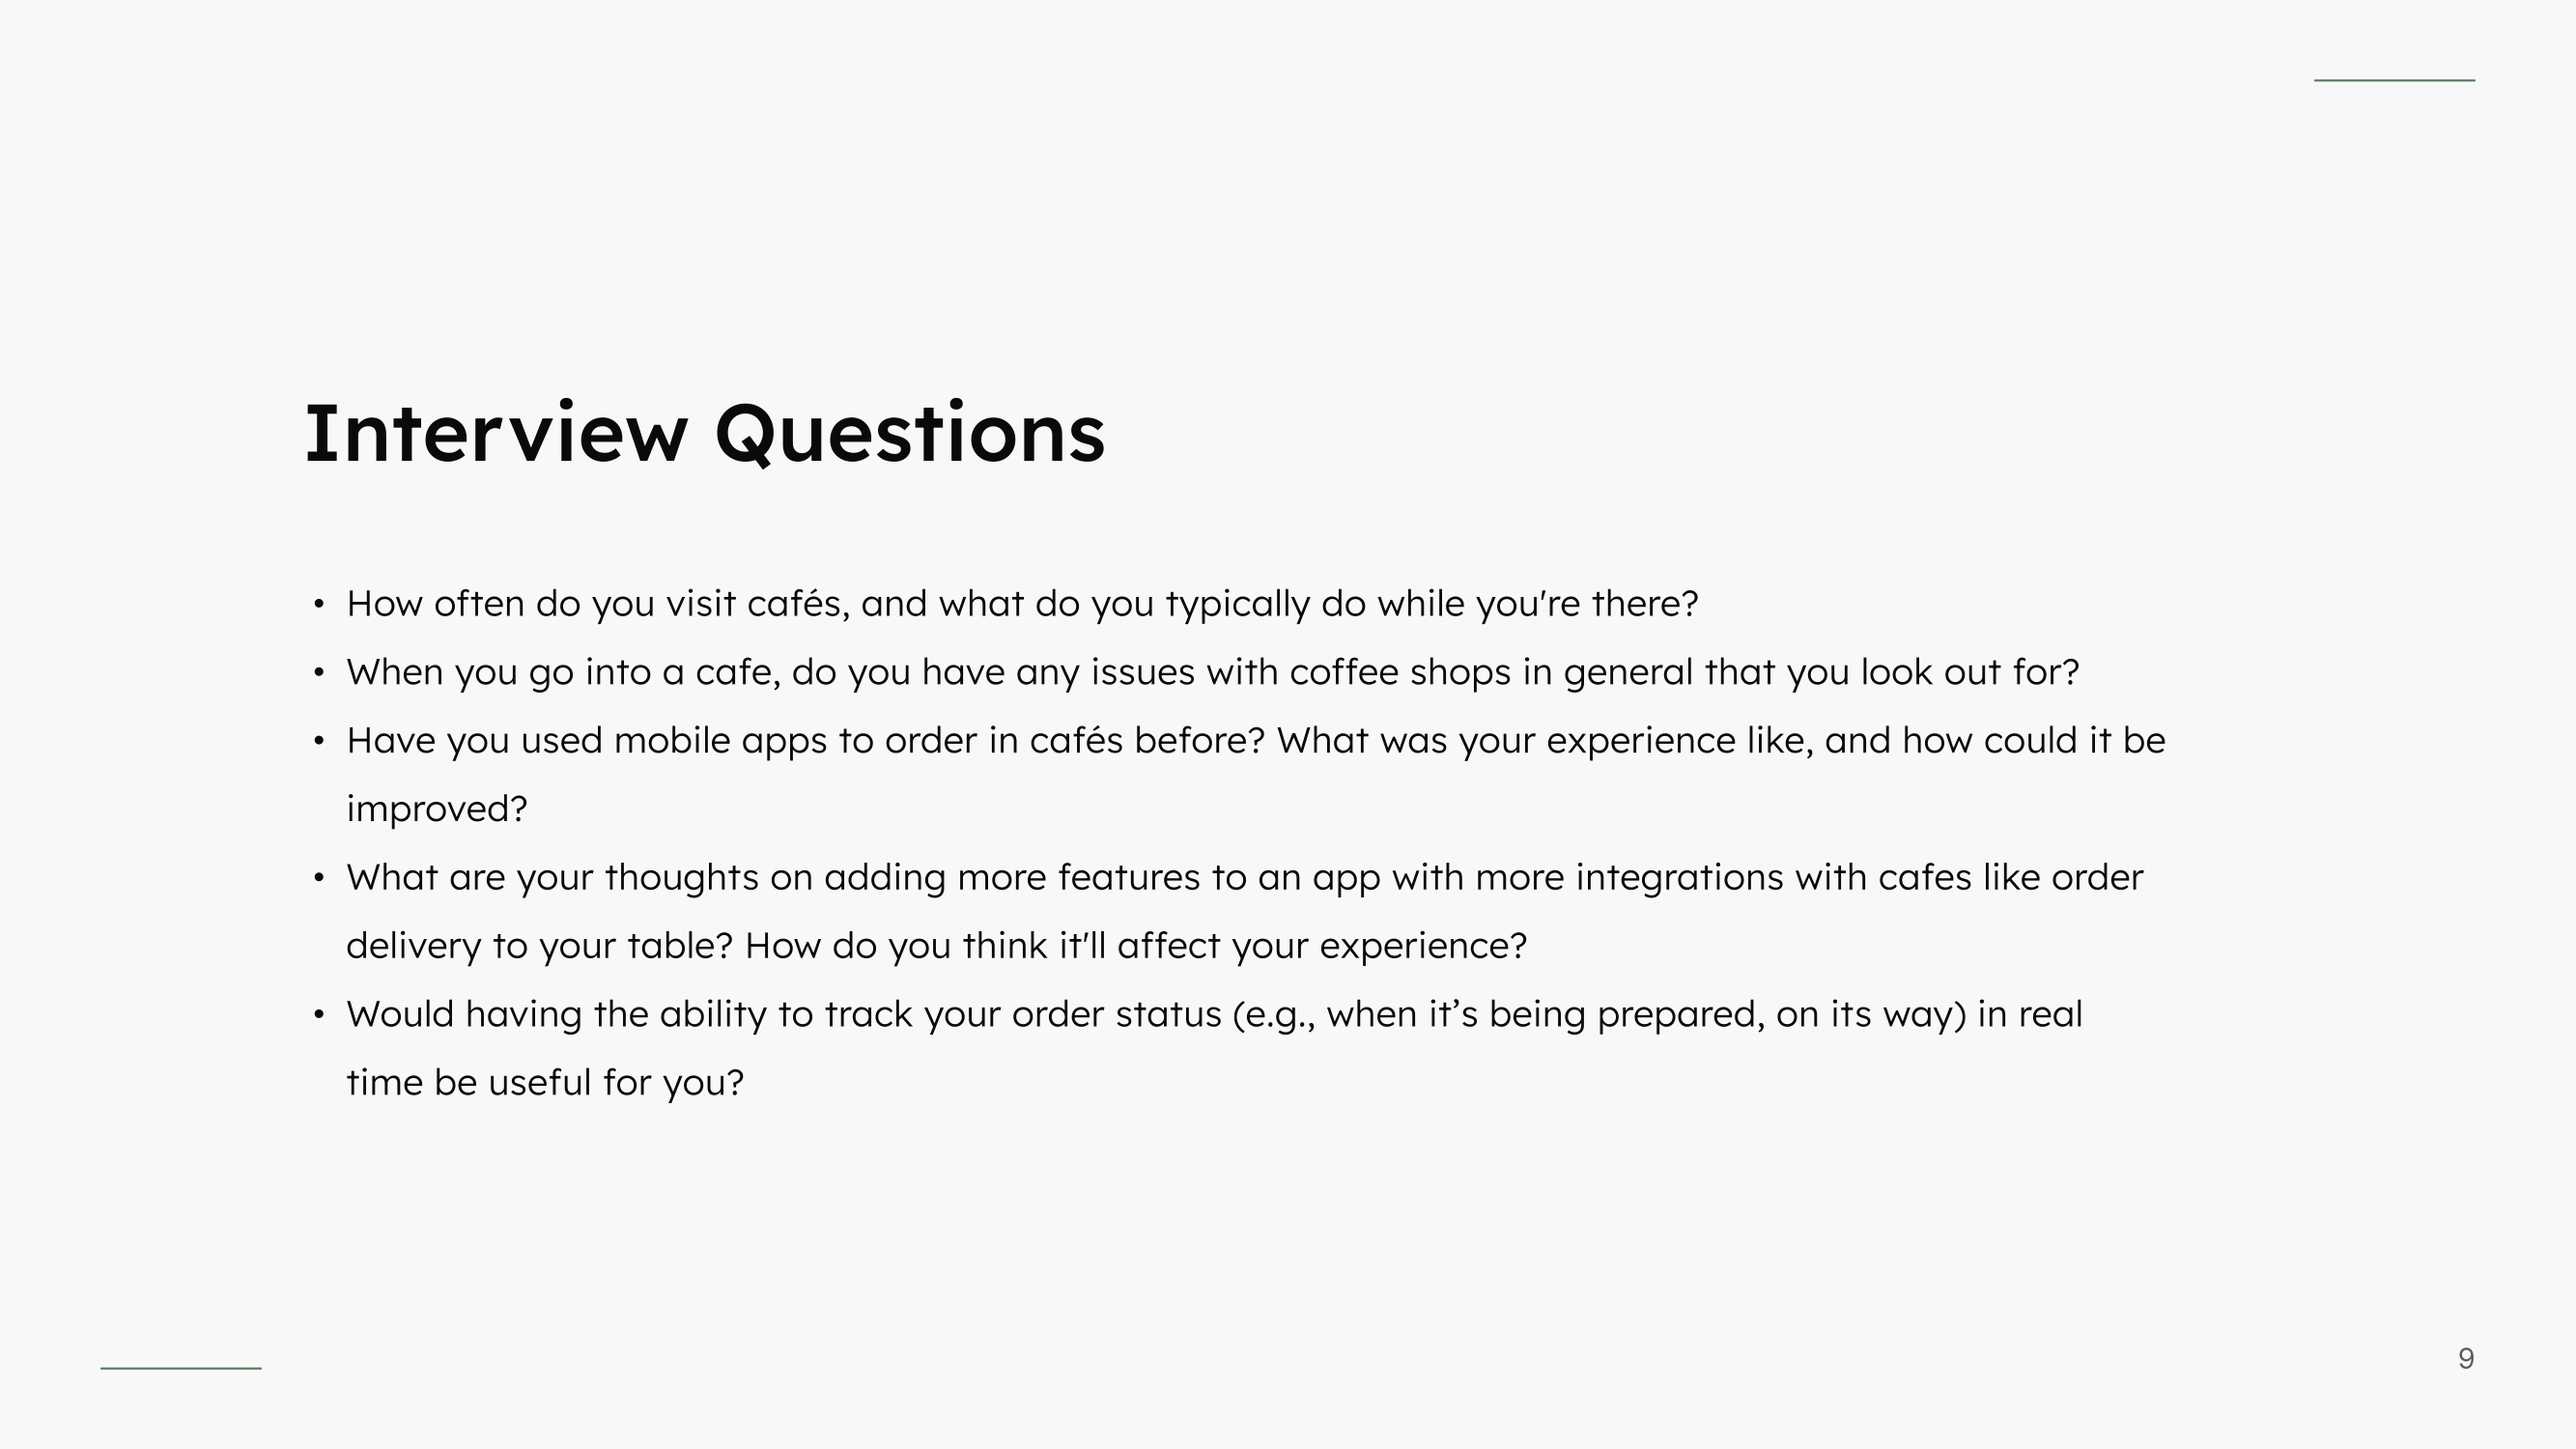 Interview Questions
• How often do you visit cafés, and what do you typically do while you're there?
• When you go into a cafe, do you have any issues with coffee shops in general that you look out for?
• Have you used mobile apps to order in cafés before? What was your experience like, and how could it be
improved?
• What are your thoughts on adding more features to an app with more integrations with cafes like order
delivery to your table? How do you think it'll affect your experience?
• Would having the ability to track your order status (e.g., when it’s being prepared, on its way) in real
time be useful for you?
9